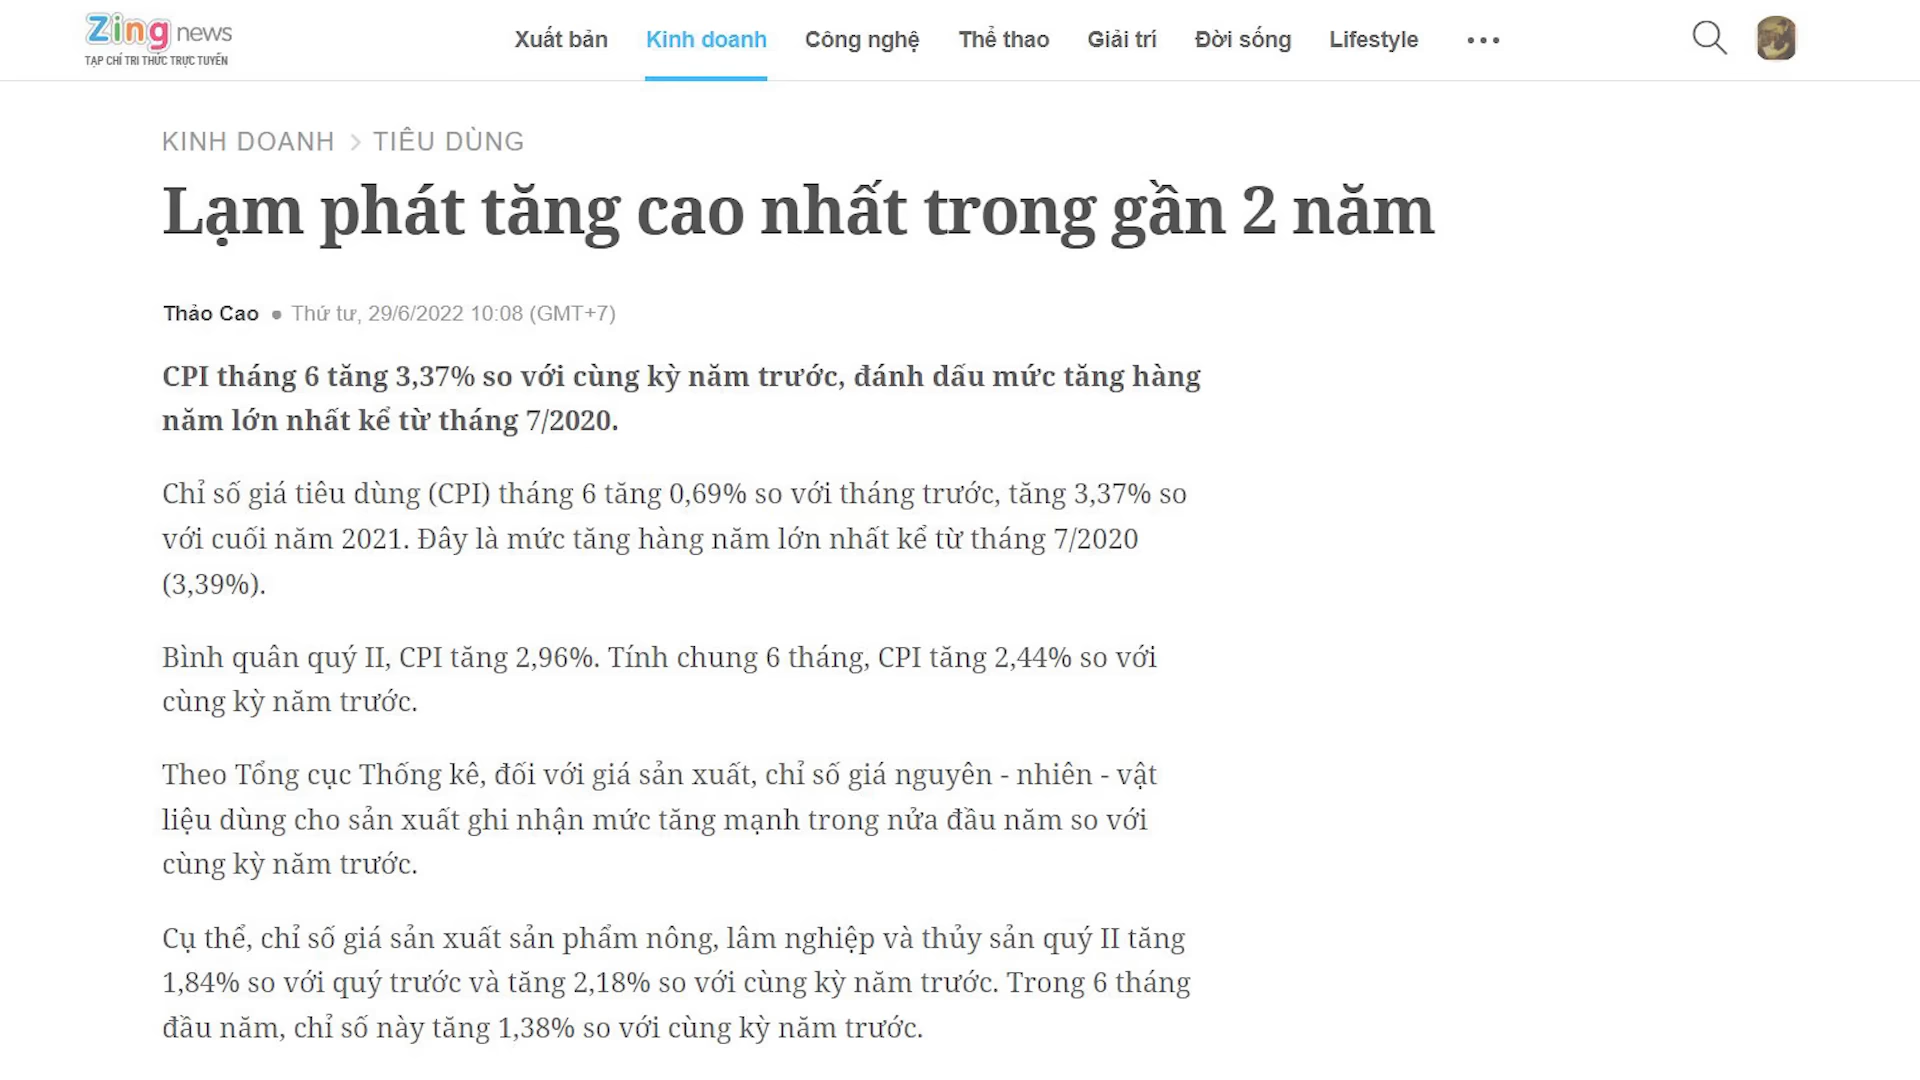 Zing news
TẠP CHÍ TRI THỨC TRỰC TUYẾN
Xuất bản Kinh doanh Công nghệ Thể thao Giải trí Đời sống Lifestyle •••
KINH DOANH > TIÊU DÙNG
Lạm phát tăng cao nhất trong gần 2 năm
Thảo Cao • Thứ tư, 29/6/2022 10:08 (GMT+7)
CPI tháng 6 tăng 3,37% so với cùng kỳ năm trước, đánh dấu mức tăng hàng
năm lớn nhất kể từ tháng 7/2020.
Chỉ số giá tiêu dùng (CPI) tháng 6 tăng 0,69% so với tháng trước, tăng 3,37% so
với cuối năm 2021. Đây là mức tăng hàng năm lớn nhất kể từ tháng 7/2020
(3,39%).
Bình quân quý II, CPI tăng 2,96%. Tính chung 6 tháng, CPI tăng 2,44% so với
cùng kỳ năm trước.
Theo Tổng cục Thống kê, đối với giá sản xuất, chỉ số giá nguyên - nhiên - vật
liệu dùng cho sản xuất ghi nhận mức tăng mạnh trong nửa đầu năm so với
cùng kỳ năm trước.
Cụ thể, chỉ số giá sản xuất sản phẩm nông, lâm nghiệp và thủy sản quý II tăng
1,84% so với quý trước và tăng 2,18% so với cùng kỳ năm trước. Trong 6 tháng
đầu năm, chỉ số này tăng 1,38% so với cùng kỳ năm trước.